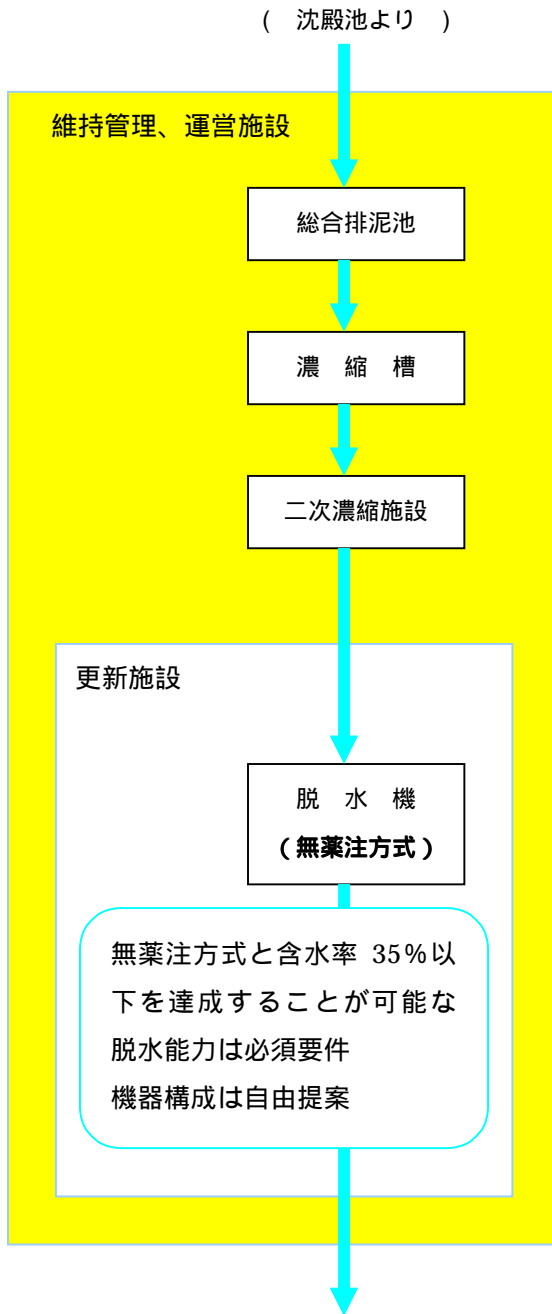 ( 沈殿池より )
維持管理、運営施設
総合排泥池
濃 縮 槽
二次濃縮施設
更新施設
脱 水 機
(無薬注方式)
無薬注方式と含水率 35%以
下を達成することが可能な
脱水能力は必須要件
機器構成は自由提案